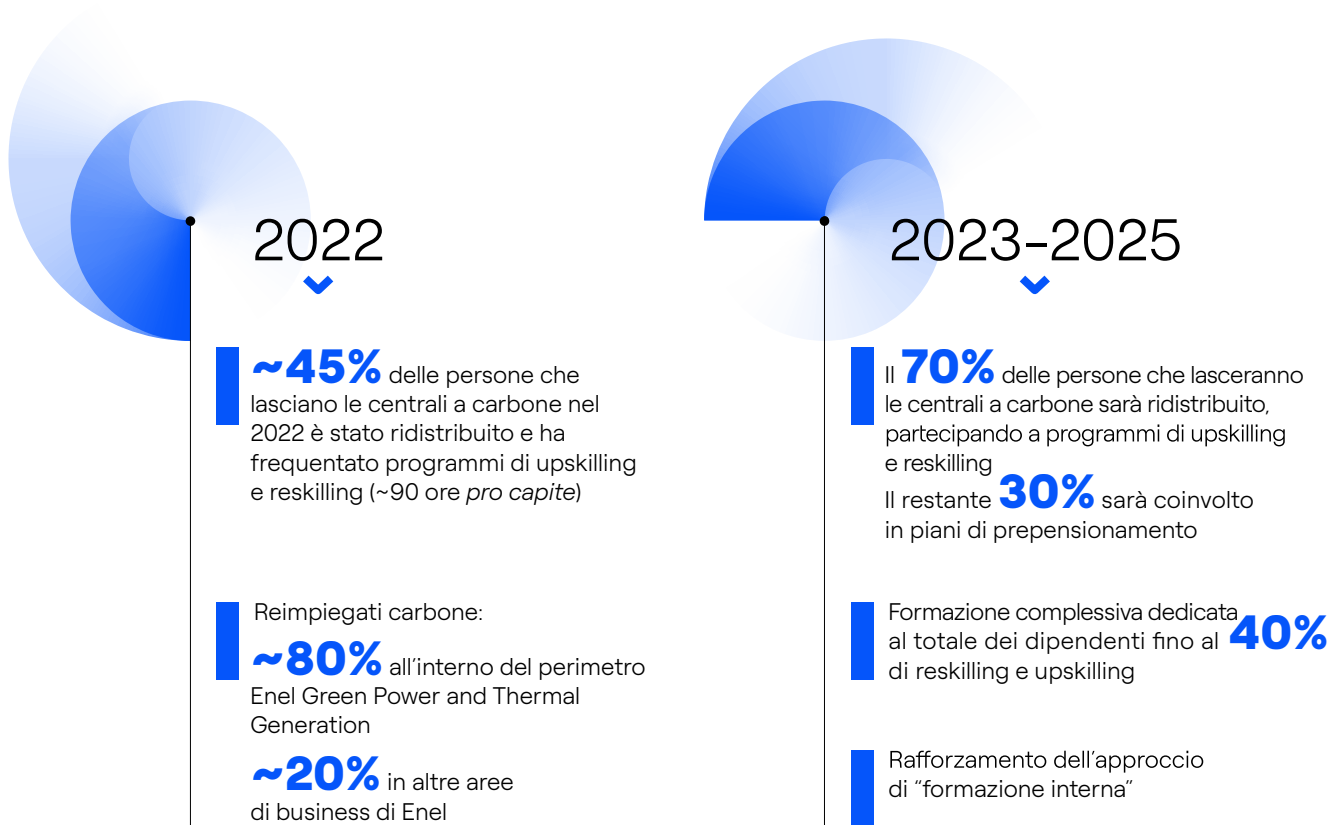 2022
~45% delle persone che
lasciano le centrali a carbone nel
2022 è stato ridistribuito e ha
frequentato programmi di upskilling
e reskilling (~90 ore pro capite)
Reimpiegati carbone:
~80% all’interno del perimetro
Enel Green Power and Thermal
Generation
~20% in altre aree
di business di Enel
2023-2025
Il 70% delle persone che lasceranno
le centrali a carbone sarà ridistribuito,
partecipando a programmi di upskilling
e reskilling
Il restante 30% sarà coinvolto
in piani di prepensionamento
Formazione complessiva dedicata
al totale dei dipendenti fino al 40%
di reskilling e upskilling
Rafforzamento dell’approccio
di “formazione interna”